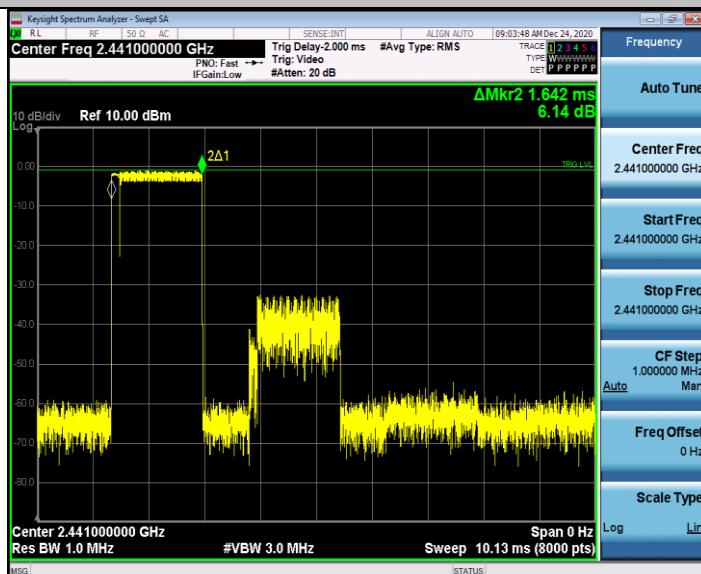 Keysight Spectrum Analyzer - Swept SA
RL RF 50 Ω AC SENSE:INT ALIGN AUTO 09:03:48 AM Dec 24, 2020
Center Freq 2.441000000 GHz
PNO: Fast
IFGain:Low
Trig Delay-2.000 ms
Trig: Video
#Atten: 20 dB
#Avg Type: RMS
TRACE 1 2 3 4 5 6
TYPE WWWWWW
DET P P P P P P
ΔMkr2 1.642 ms
6.14 dB
10 dB/div Ref 10.00 dBm
Log
2Δ1
TRIG LVL
0.00
-10.0
-20.0
-30.0
-40.0
-50.0
-60.0
-70.0
-80.0
Center 2.441000000 GHz Span 0 Hz
Res BW 1.0 MHz #VBW 3.0 MHz Sweep 10.13 ms (8000 pts)
MSG STATUS
Frequency
Auto Tune
Center Freq
2.441000000 GHz
Start Freq
2.441000000 GHz
Stop Freq
2.441000000 GHz
CF Step
1.000000 MHz
Auto Man
Freq Offset
0 Hz
Scale Type
Log Lin